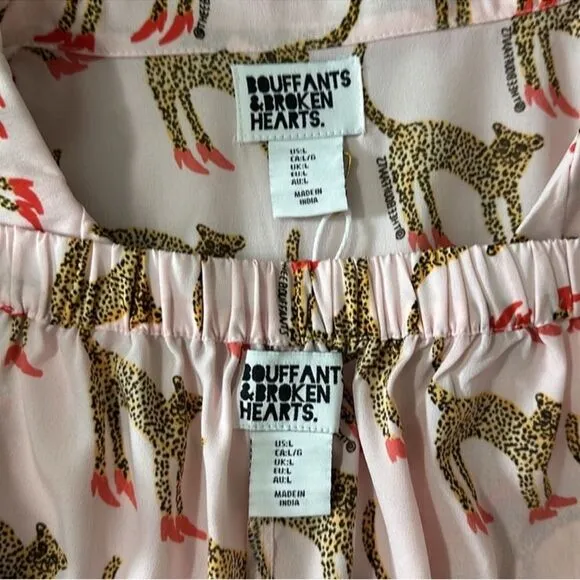 BOUFFANTS
&BROKEN
HEARTS.
US:L
CA:L/G
UK:L
EU:L
AU:L
MADE IN
INDIA
BOUFFANTS
&BROKEN
HEARTS.
US:L
CA:L/G
UK:L
EU:L
AU:L
MADE IN
INDIA